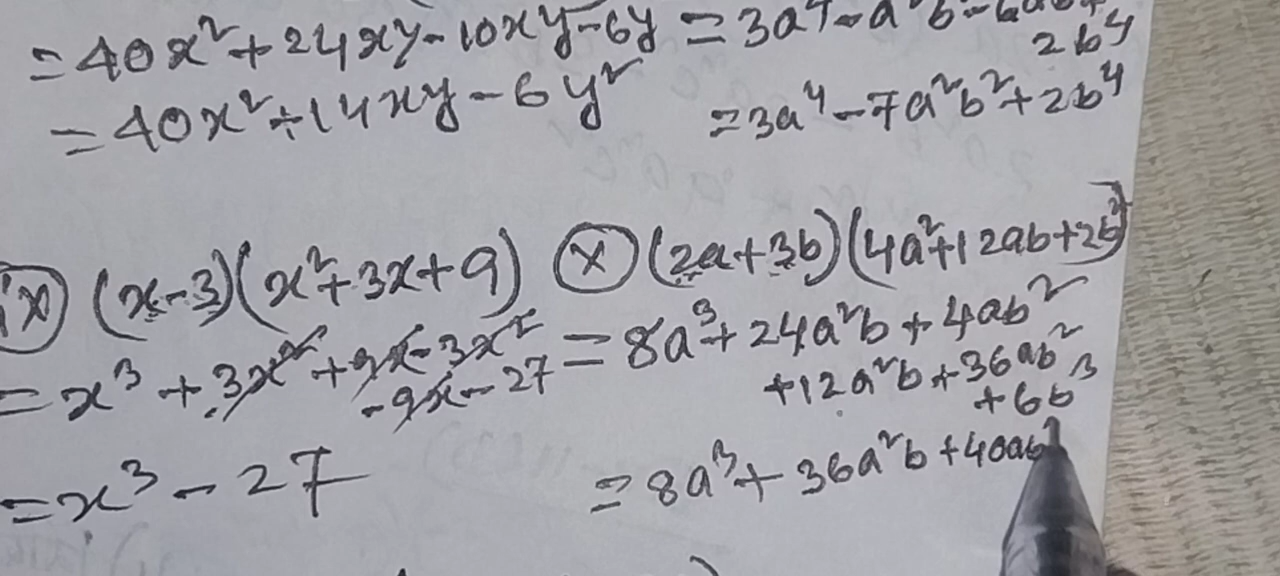 = 40x² + 24xy - 10xy - 6y = 3a⁴ - a²b
2b⁴
= 40x² + 14xy - 6y²
= 3a⁴ - 7a²b² + 2b⁴
ix) (x-3)(x² + 3x + 9)
(x) (2a+3b)(4a² + 12ab + 2b²)
= x³ + 3x² + 9x - 3x²
- 9x - 27
= 8a³ + 24a²b + 4ab²
+ 12a²b + 36ab²
+ 6b³
= x³ - 27
= 8a³ + 36a²b + 40ab²